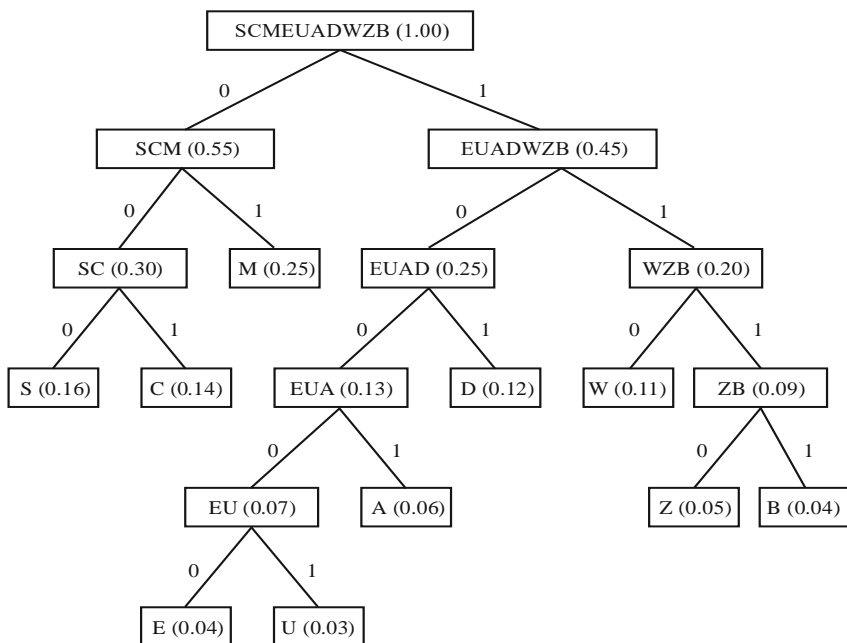 SCMEUADWZB (1.00)
0 1
SCM (0.55) EUADWZB (0.45)
0 1 0 1
SC (0.30) M (0.25) EUAD (0.25) WZB (0.20)
0 1 0 1 0 1
S (0.16) C (0.14) EUA (0.13) D (0.12) W (0.11) ZB (0.09)
0 1 0 1
EU (0.07) A (0.06) Z (0.05) B (0.04)
0 1
E (0.04) U (0.03)